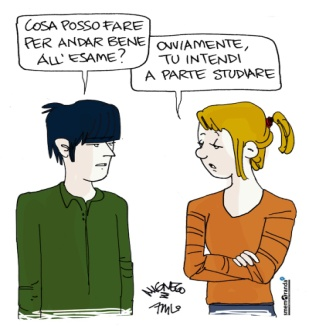 COSA POSSO FARE
PER ANDAR BENE
ALL'ESAME?
OVVIAMENTE,
TU INTENDI
A PARTE STUDIARE